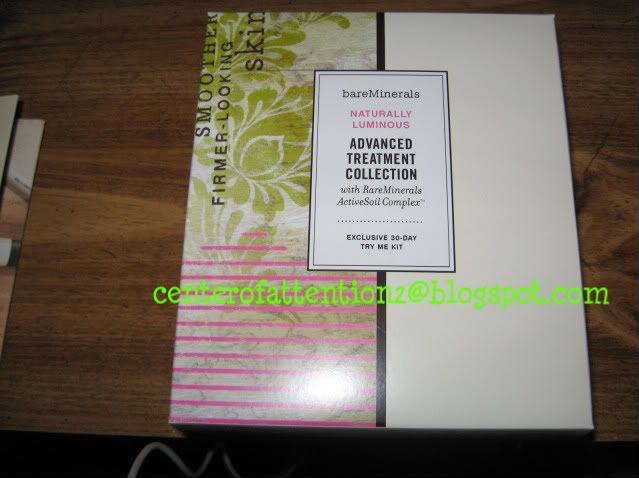 SMOOTHER
FIRMER-LOOKING
skin
bareMinerals
NATURALLY
LUMINOUS
ADVANCED
TREATMENT
COLLECTION
with RareMinerals
ActiveSoil Complex™
EXCLUSIVE 30-DAY
TRY ME KIT
centerofattentionz@blogspot.com